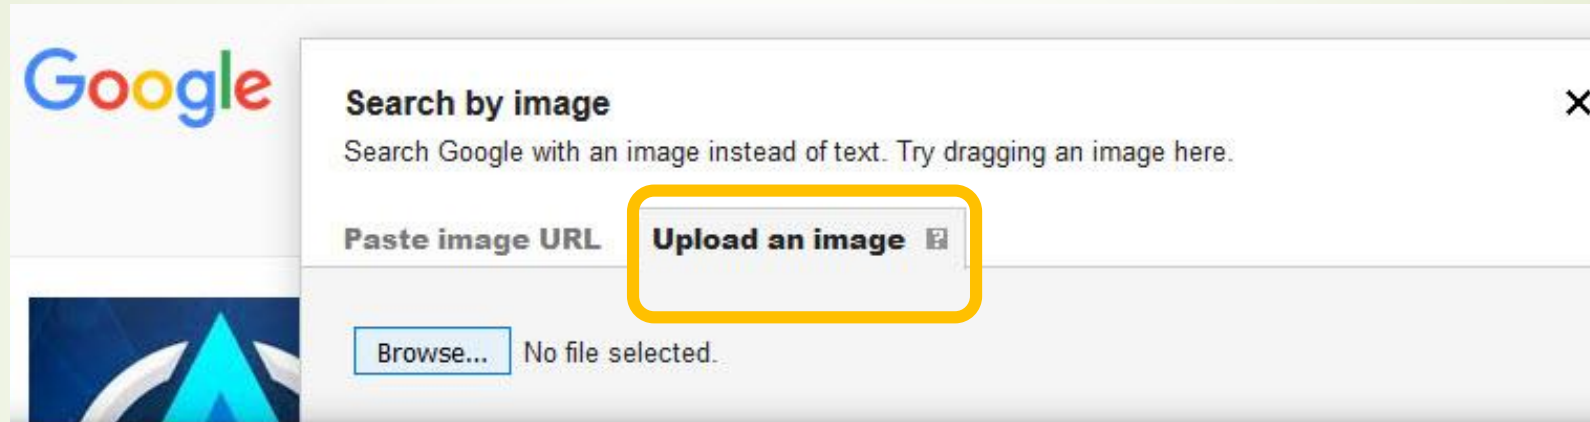 Google
Search by image
Search Google with an image instead of text. Try dragging an image here.
Paste image URL Upload an image ?
Browse... No file selected.